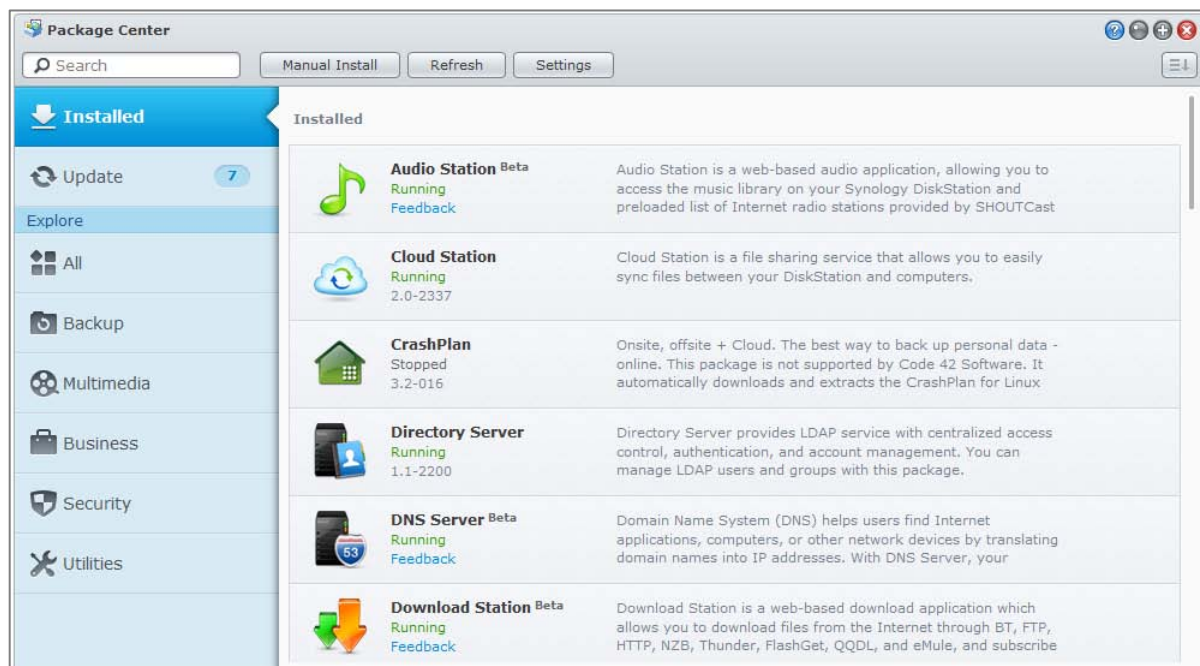 Package Center
Search
Manual Install
Refresh
Settings
Installed
Update
7
Explore
All
Backup
Multimedia
Business
Security
Utilities
Installed
Audio Station Beta
Running
Feedback
Audio Station is a web-based audio application, allowing you to
access the music library on your Synology DiskStation and
preloaded list of Internet radio stations provided by SHOUTCast
Cloud Station
Running
2.0-2337
Cloud Station is a file sharing service that allows you to easily
sync files between your DiskStation and computers.
CrashPlan
Stopped
3.2-016
Onsite, offsite + Cloud. The best way to back up personal data -
online. This package is not supported by Code 42 Software. It
automatically downloads and extracts the CrashPlan for Linux
Directory Server
Running
1.1-2200
Directory Server provides LDAP service with centralized access
control, authentication, and account management. You can
manage LDAP users and groups with this package.
53
DNS Server Beta
Running
Feedback
Domain Name System (DNS) helps users find Internet
applications, computers, or other network devices by translating
domain names into IP addresses. With DNS Server, your
Download Station Beta
Running
Feedback
Download Station is a web-based download application which
allows you to download files from the Internet through BT, FTP,
HTTP, NZB, Thunder, FlashGet, QQDL, and eMule, and subscribe